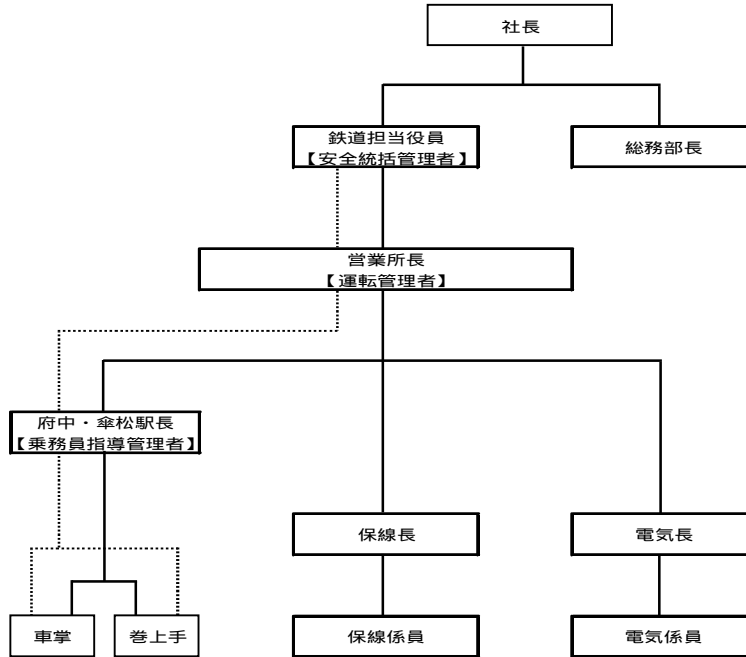 社長
鉄道担当役員
【安全統括管理者】
総務部長
営業所長
【運転管理者】
府中・傘松駅長
【乗務員指導管理者】
保線長
電気長
車掌
巻上手
保線係員
電気係員